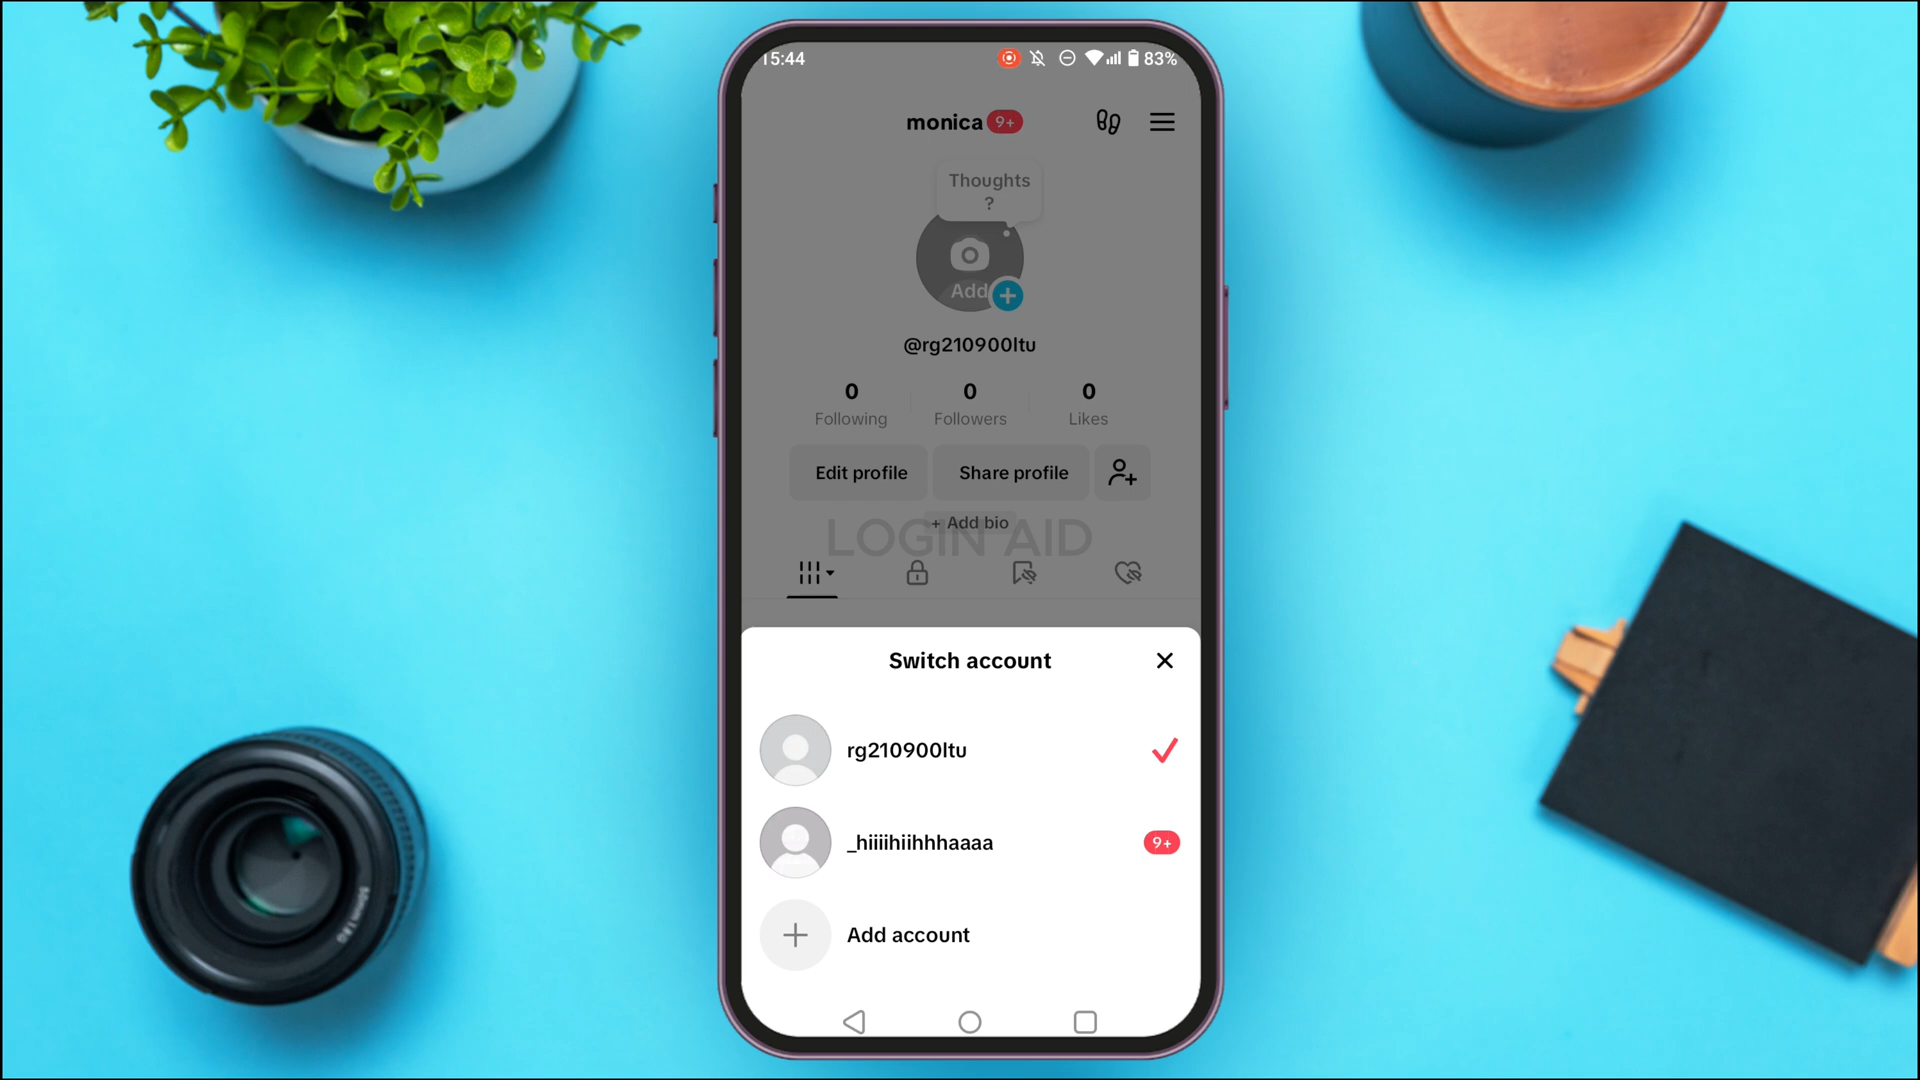 15:44
83%
monica 9+
Thoughts
?
Add
@rg210900ltu
0 0 0
Following Followers Likes
Edit profile Share profile
+ Add bio
LOGIN AID
Switch account
rg210900ltu
_hiiiihiihhhaaaa 9+
Add account